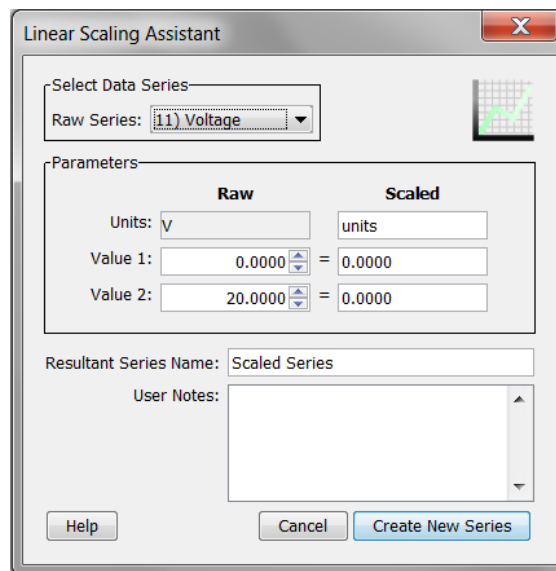 Linear Scaling Assistant
X
Select Data Series
Raw Series: 11) Voltage
Parameters
Raw Scaled
Units: V units
Value 1: 0.0000 = 0.0000
Value 2: 20.0000 = 0.0000
Resultant Series Name: Scaled Series
User Notes:
Help Cancel Create New Series